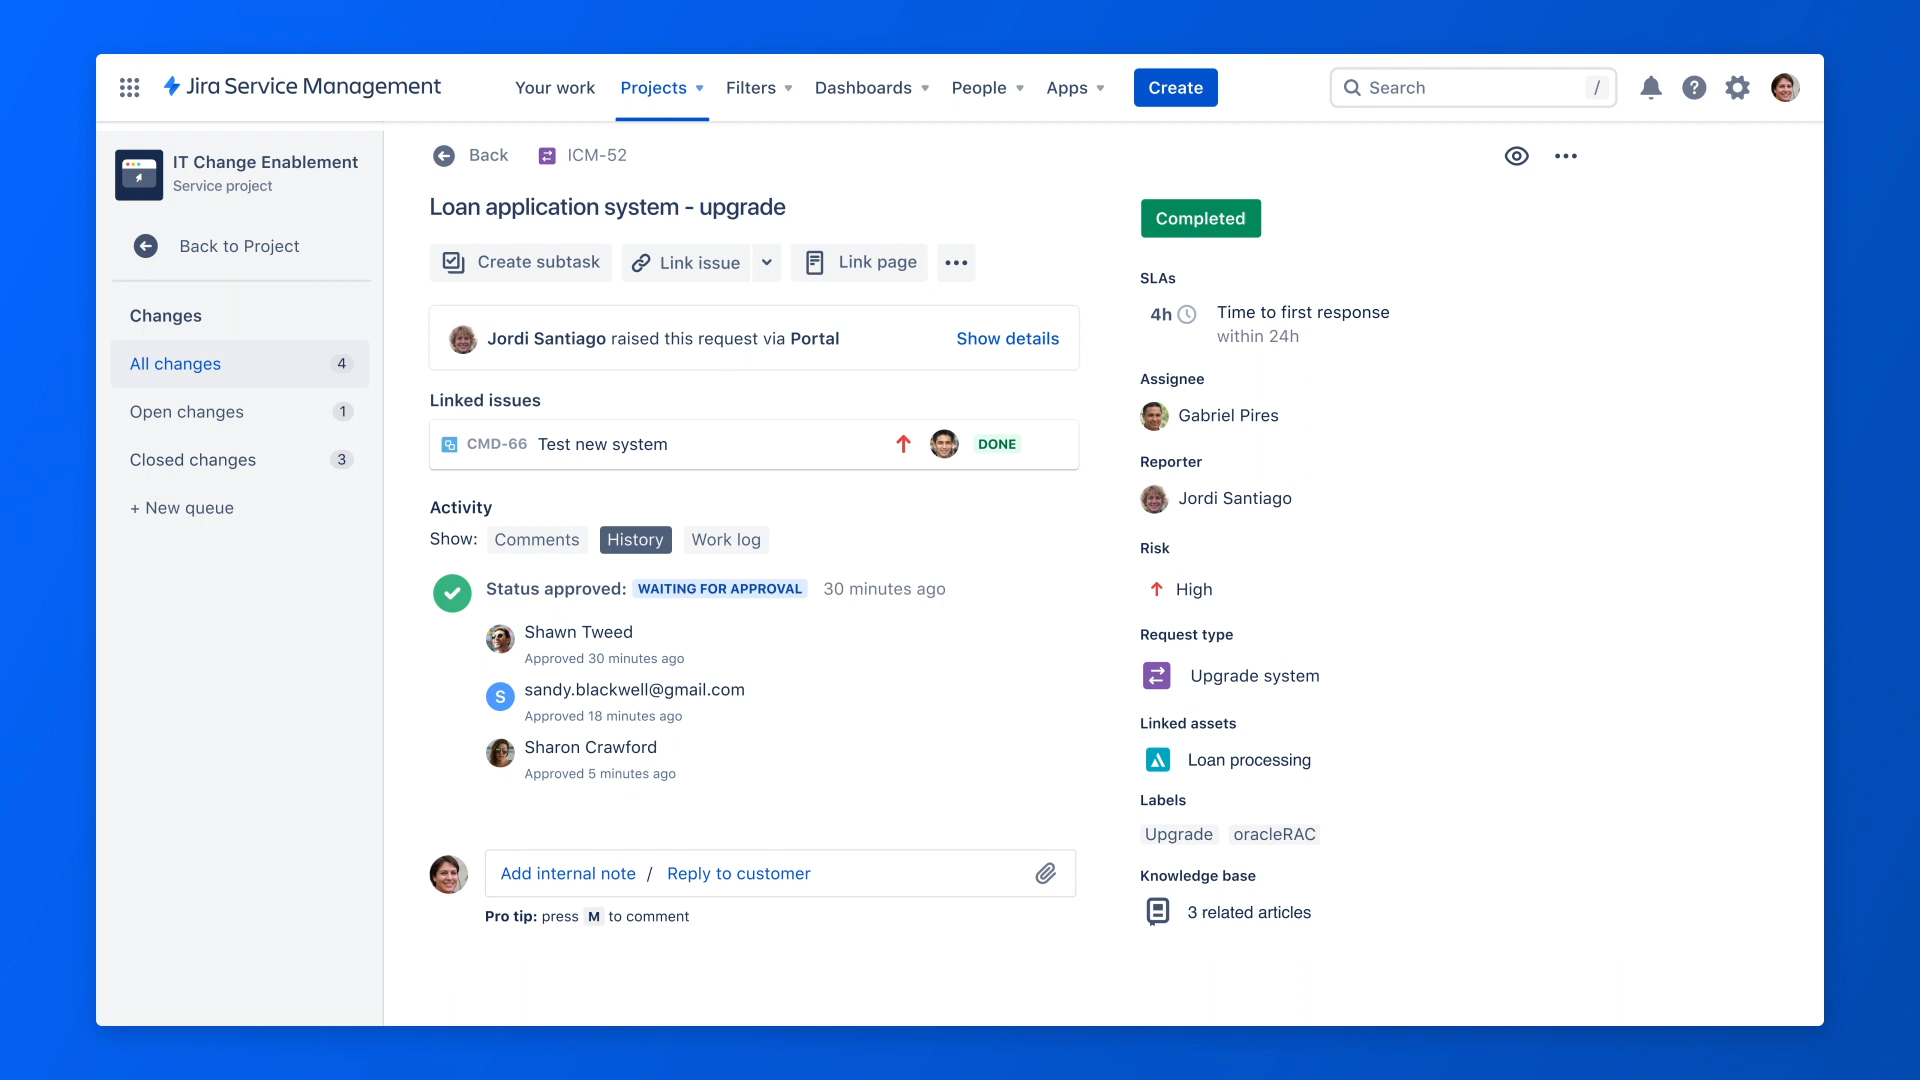 Jira Service Management
Your work Projects Filters Dashboards People Apps Create Search /
IT Change Enablement
Service project
Back to Project
Changes
All changes 4
Open changes 1
Closed changes 3
+ New queue
Back ICM-52
Loan application system - upgrade
Create subtask Link issue Link page
Jordi Santiago raised this request via Portal Show details
Linked issues
CMD-66 Test new system DONE
Activity
Show: Comments History Work log
Status approved: WAITING FOR APPROVAL 30 minutes ago
Shawn Tweed
Approved 30 minutes ago
S sandy.blackwell@gmail.com
Approved 18 minutes ago
Sharon Crawford
Approved 5 minutes ago
Add internal note / Reply to customer
Pro tip: press M to comment
Completed
SLAs
4h Time to first response
within 24h
Assignee
Gabriel Pires
Reporter
Jordi Santiago
Risk
High
Request type
Upgrade system
Linked assets
Loan processing
Labels
Upgrade oracleRAC
Knowledge base
3 related articles